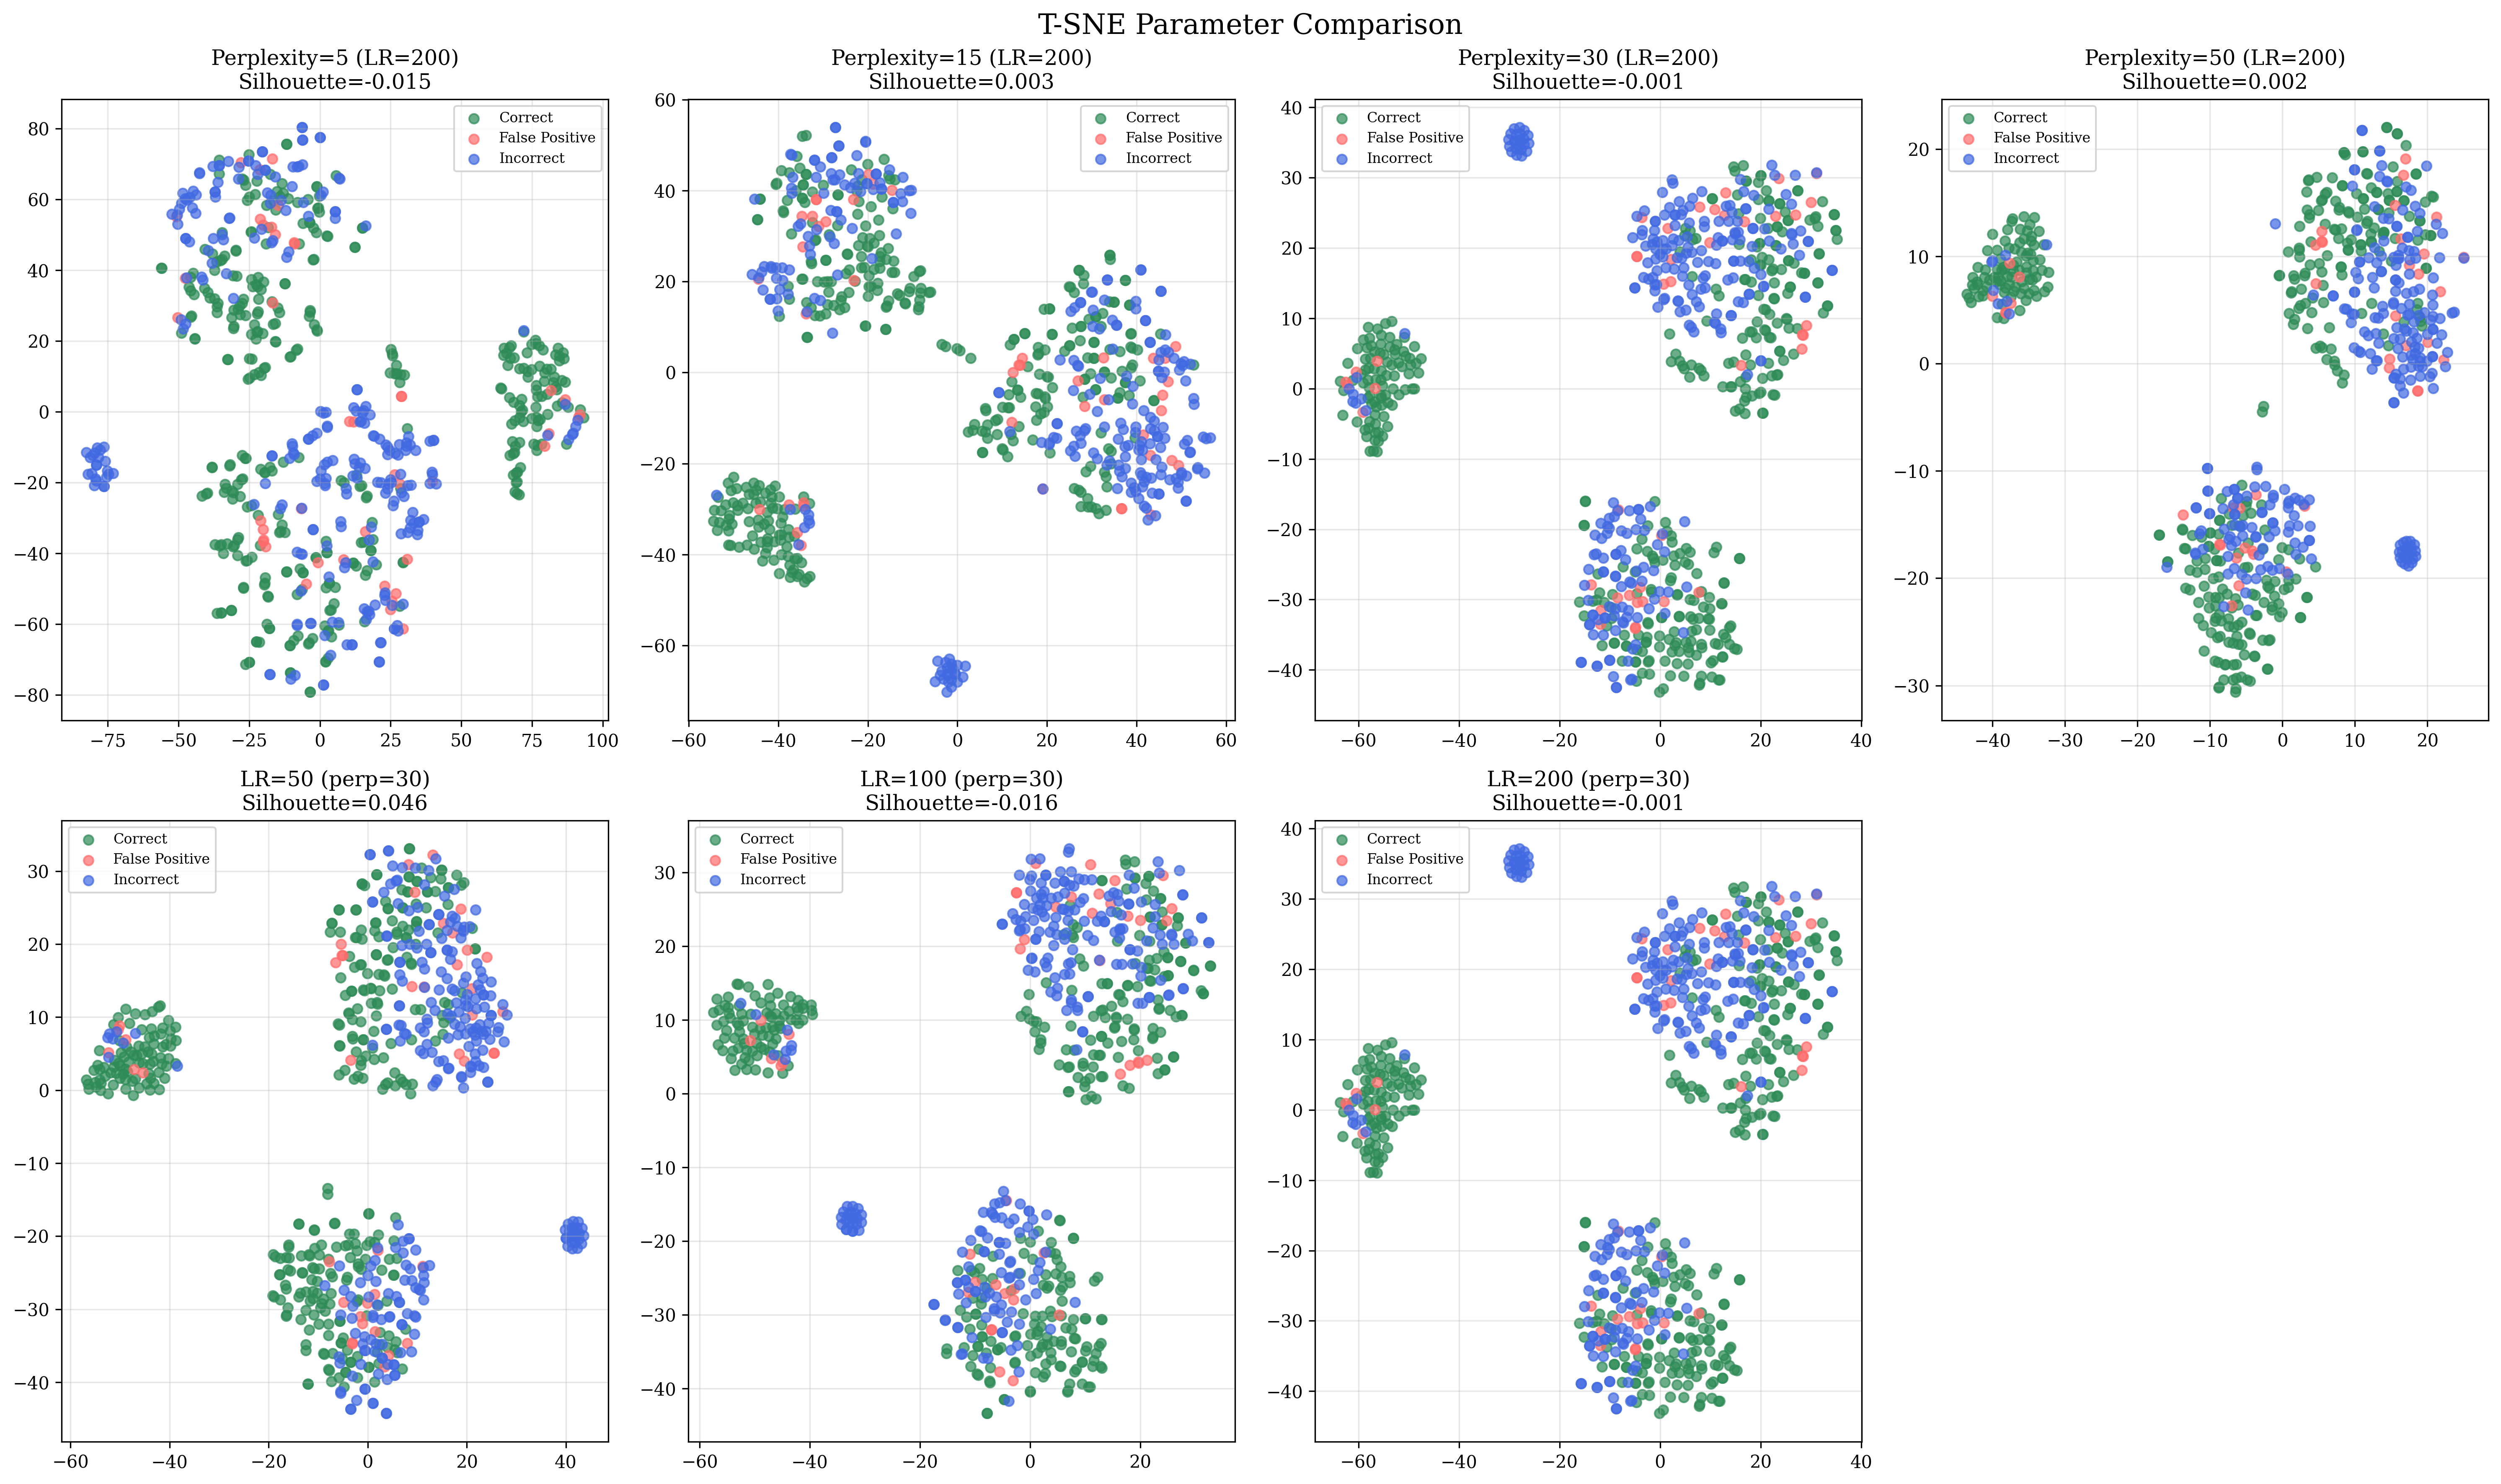 T-SNE Parameter Comparison
Perplexity=5 (LR=200)
Silhouette=-0.015
Correct
False Positive
Incorrect
80
60
40
20
0
−20
−40
−60
−80
−75
−50
−25
0
25
50
75
100
Perplexity=15 (LR=200)
Silhouette=0.003
Correct
False Positive
Incorrect
60
40
20
0
−20
−40
−60
−60
−40
−20
0
20
40
60
Perplexity=30 (LR=200)
Silhouette=-0.001
Correct
False Positive
Incorrect
40
30
20
10
0
−10
−20
−30
−40
−60
−40
−20
0
20
40
Perplexity=50 (LR=200)
Silhouette=0.002
Correct
False Positive
Incorrect
20
10
0
−10
−20
−30
−40
−30
−20
−10
0
10
20
LR=50 (perp=30)
Silhouette=0.046
Correct
False Positive
Incorrect
30
20
10
0
−10
−20
−30
−40
−60
−40
−20
0
20
40
LR=100 (perp=30)
Silhouette=-0.016
Correct
False Positive
Incorrect
30
20
10
0
−10
−20
−30
−40
−60
−40
−20
0
20
LR=200 (perp=30)
Silhouette=-0.001
Correct
False Positive
Incorrect
40
30
20
10
0
−10
−20
−30
−40
−60
−40
−20
0
20
40